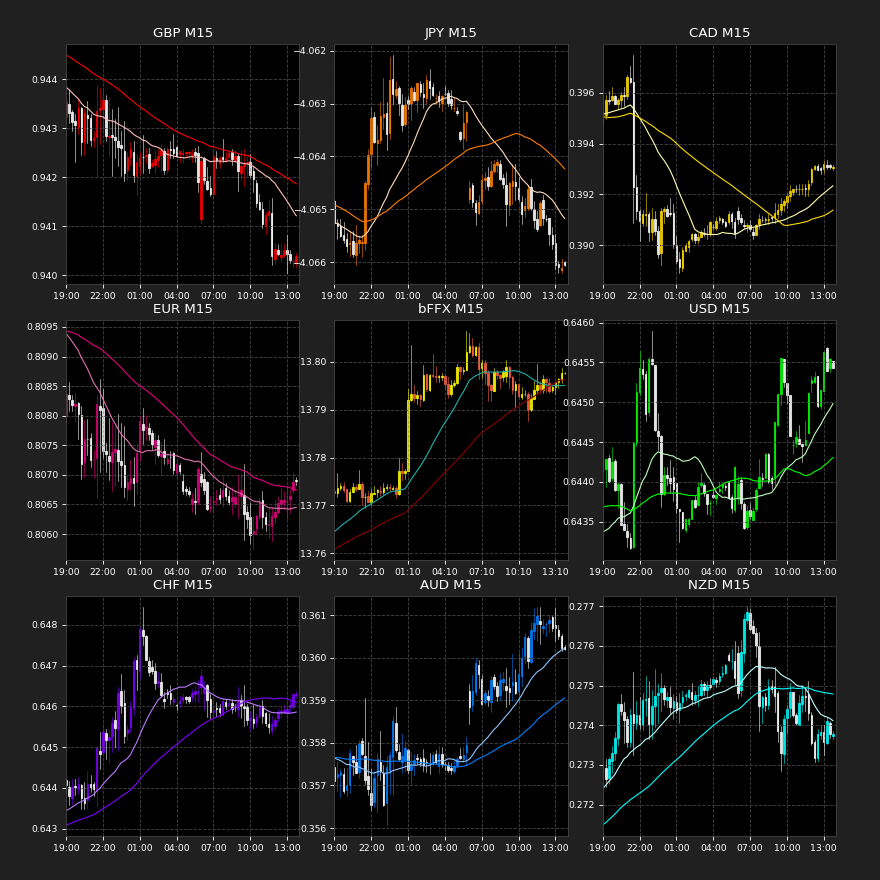 GBP M15
JPY M15
CAD M15
0.944
0.943
0.942
0.941
0.940
−4.062
−4.063
−4.064
−4.065
−4.066
0.396
0.394
0.392
0.390
19:00 22:00 01:00 04:00 07:00 10:00 13:00
19:00 22:00 01:00 04:00 07:00 10:00 13:00
19:00 22:00 01:00 04:00 07:00 10:00 13:00
EUR M15
bFFX M15
USD M15
0.8095
0.8090
0.8085
0.8080
0.8075
0.8070
0.8065
0.8060
13.80
13.79
13.78
13.77
13.76
0.6460
0.6455
0.6450
0.6445
0.6440
0.6435
19:00 22:00 01:00 04:00 07:00 10:00 13:00
19:10 22:10 01:10 04:10 07:10 10:10 13:10
19:00 22:00 01:00 04:00 07:00 10:00 13:00
CHF M15
AUD M15
NZD M15
0.648
0.647
0.646
0.645
0.644
0.643
0.361
0.360
0.359
0.358
0.357
0.356
0.277
0.276
0.275
0.274
0.273
0.272
19:00 22:00 01:00 04:00 07:00 10:00 13:00
19:00 22:00 01:00 04:00 07:00 10:00 13:00
19:00 22:00 01:00 04:00 07:00 10:00 13:00